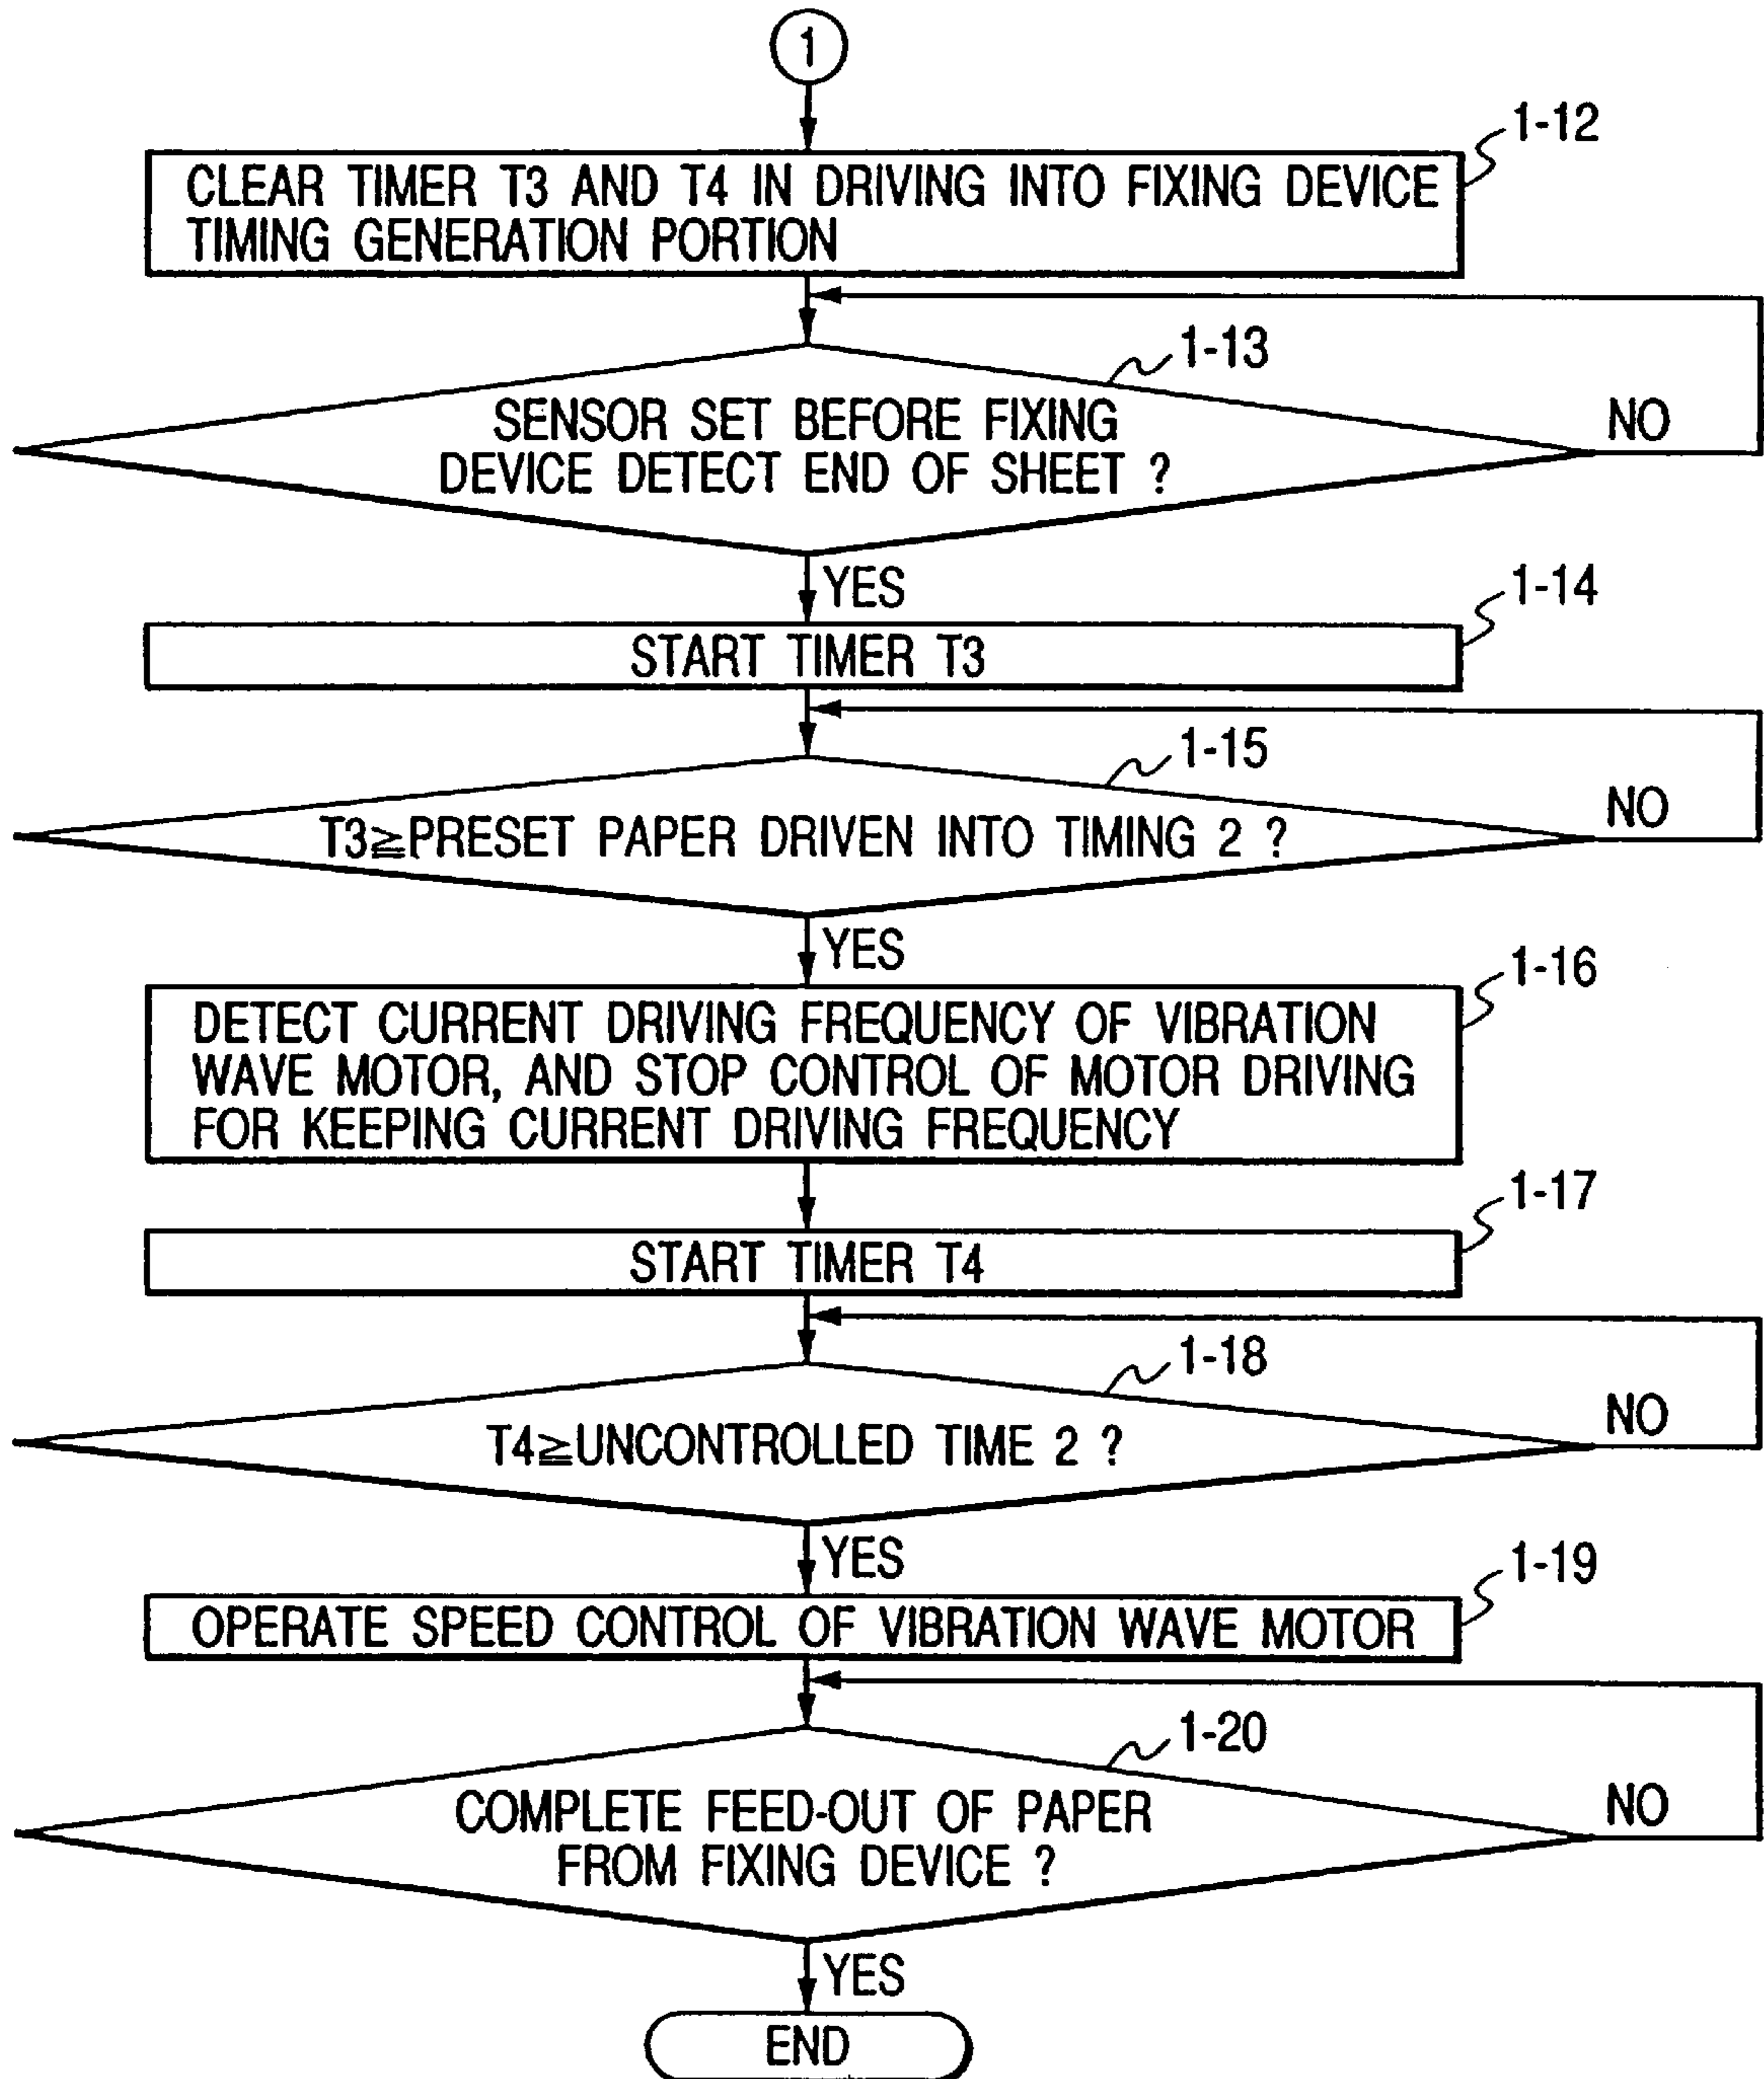 1
1-12
CLEAR TIMER T3 AND T4 IN DRIVING INTO FIXING DEVICE
TIMING GENERATION PORTION
1-13
SENSOR SET BEFORE FIXING
DEVICE DETECT END OF SHEET ?
NO
YES
1-14
START TIMER T3
1-15
T3≧PRESET PAPER DRIVEN INTO TIMING 2 ?
NO
YES
1-16
DETECT CURRENT DRIVING FREQUENCY OF VIBRATION
WAVE MOTOR, AND STOP CONTROL OF MOTOR DRIVING
FOR KEEPING CURRENT DRIVING FREQUENCY
1-17
START TIMER T4
1-18
T4≧UNCONTROLLED TIME 2 ?
NO
YES
1-19
OPERATE SPEED CONTROL OF VIBRATION WAVE MOTOR
1-20
COMPLETE FEED-OUT OF PAPER
FROM FIXING DEVICE ?
NO
YES
END